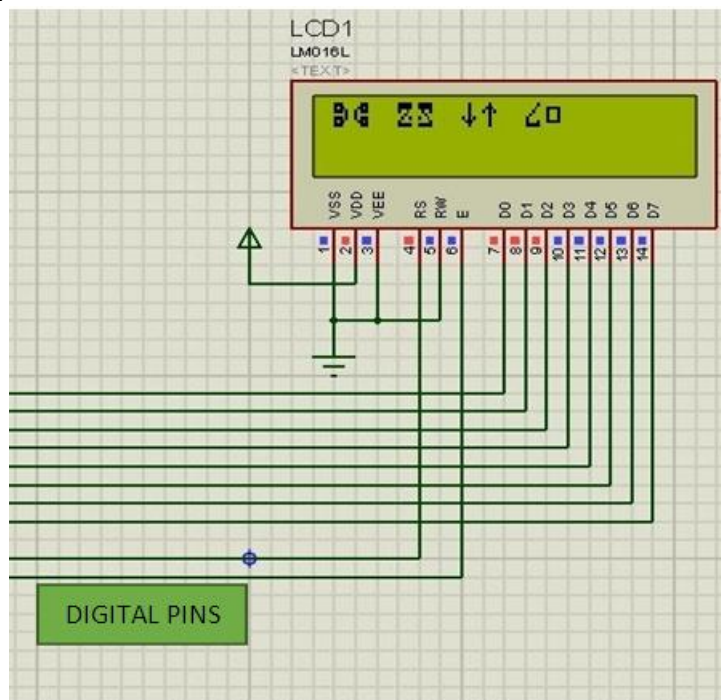 LCD1
LM016L
<TEXT>
VSS
VDD
VEE
RS
RW
E
D0
D1
D2
D3
D4
D5
D6
D7
1
2
3
4
5
6
7
8
9
10
11
12
13
14
DIGITAL PINS